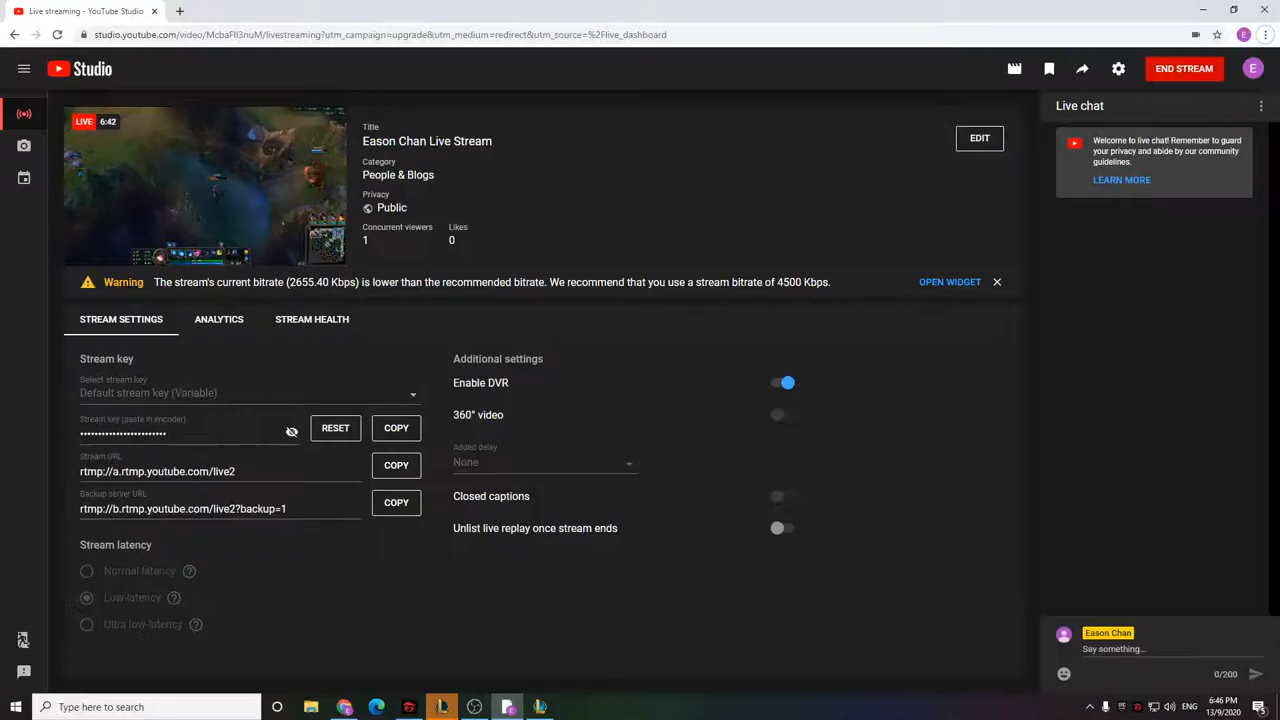 Live streaming - YouTube Studio
studio.youtube.com/video/McbaFlI3nuM/livestreaming?utm_campaign=upgrade&utm_medium=redirect&utm_source=%2Flive_dashboard
E
Studio
END STREAM
E
LIVE 6:42
Title
Eason Chan Live Stream
Category
People & Blogs
Privacy
Public
Concurrent viewers Likes
1 0
EDIT
Warning The stream's current bitrate (2655.40 Kbps) is lower than the recommended bitrate. We recommend that you use a stream bitrate of 4500 Kbps.
OPEN WIDGET
STREAM SETTINGS ANALYTICS STREAM HEALTH
Stream key
Select stream key
Default stream key (Variable)
Stream key (paste in encoder)
RESET COPY
Stream URL
rtmp://a.rtmp.youtube.com/live2
COPY
Backup server URL
rtmp://b.rtmp.youtube.com/live2?backup=1
COPY
Stream latency
Normal latency
Low-latency
Ultra low-latency
Additional settings
Enable DVR
360° video
Added delay
None
Closed captions
Unlist live replay once stream ends
Live chat
Welcome to live chat! Remember to guard
your privacy and abide by our community
guidelines.
LEARN MORE
Eason Chan
Say something...
0/200
Type here to search
ENG
6:46 PM
13/9/2020
5